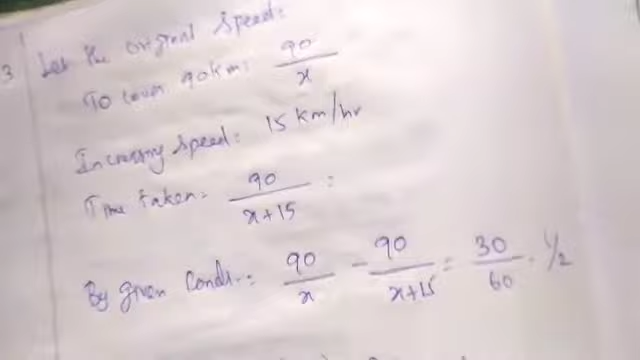 3 Let the original Speed:
To cover 90km: 90/x
Increasing Speed: 15 km/hr
Time taken: 90/x+15 :
By given Condi.: 90/x - 90/x+15 = 30/60 . 1/2